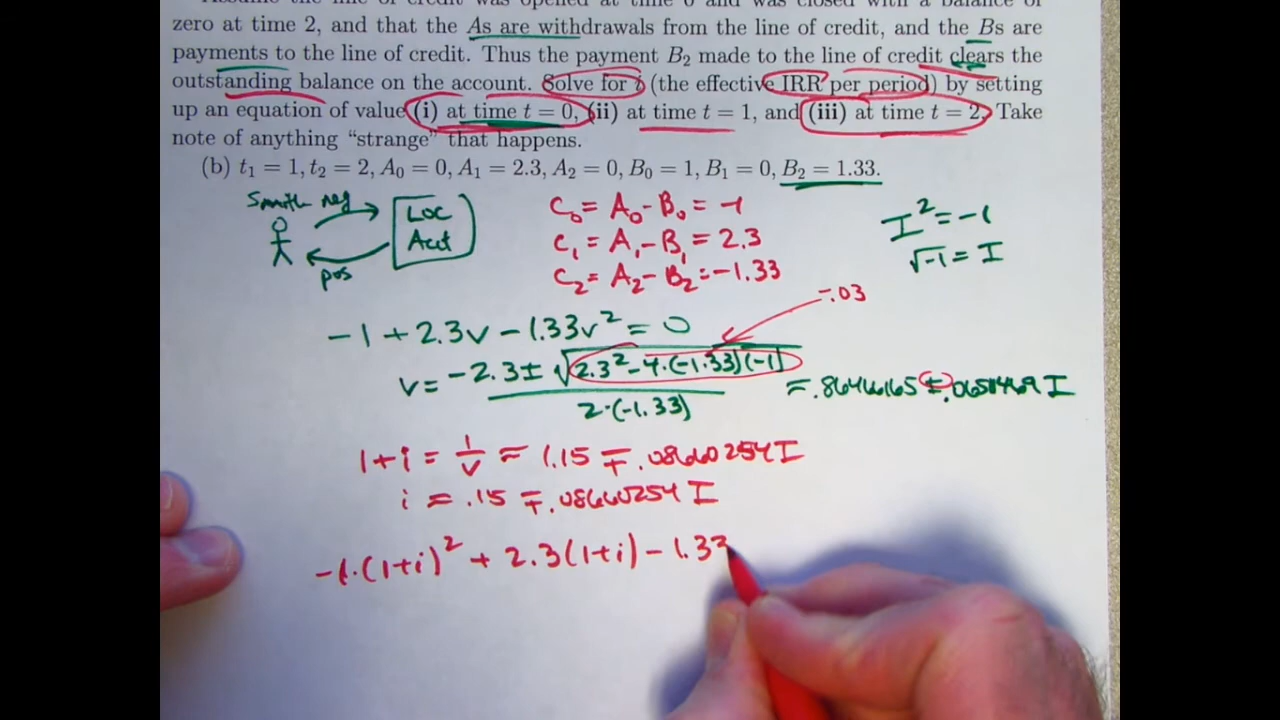 zero at time 2, and that the As are withdrawals from the line of credit, and the Bs are
payments to the line of credit. Thus the payment B₂ made to the line of credit clears the
outstanding balance on the account. Solve for i (the effective IRR per period) by setting
up an equation of value (i) at time t = 0, (ii) at time t = 1, and (iii) at time t = 2. Take
note of anything “strange” that happens.
(b) t₁ = 1, t₂ = 2, A₀ = 0, A₁ = 2.3, A₂ = 0, B₀ = 1, B₁ = 0, B₂ = 1.33.
Smith neg
LOC
Acct
pos
C₀ = A₀ - B₀ = -1
C₁ = A₁ - B₁ = 2.3
C₂ = A₂ - B₂ = -1.33
I² = -1
√-1 = I
-.03
-1 + 2.3v - 1.33v² = 0
v = -2.3 ± √2.3² - 4·(-1.33)(-1)
2·(-1.33)
≈ .86466165 ± .0651469 I
1+i = 1/v ≈ 1.15 ∓ .08660254 I
i ≈ .15 ∓ .08660254 I
-1·(1+i)² + 2.3(1+i) - 1.33